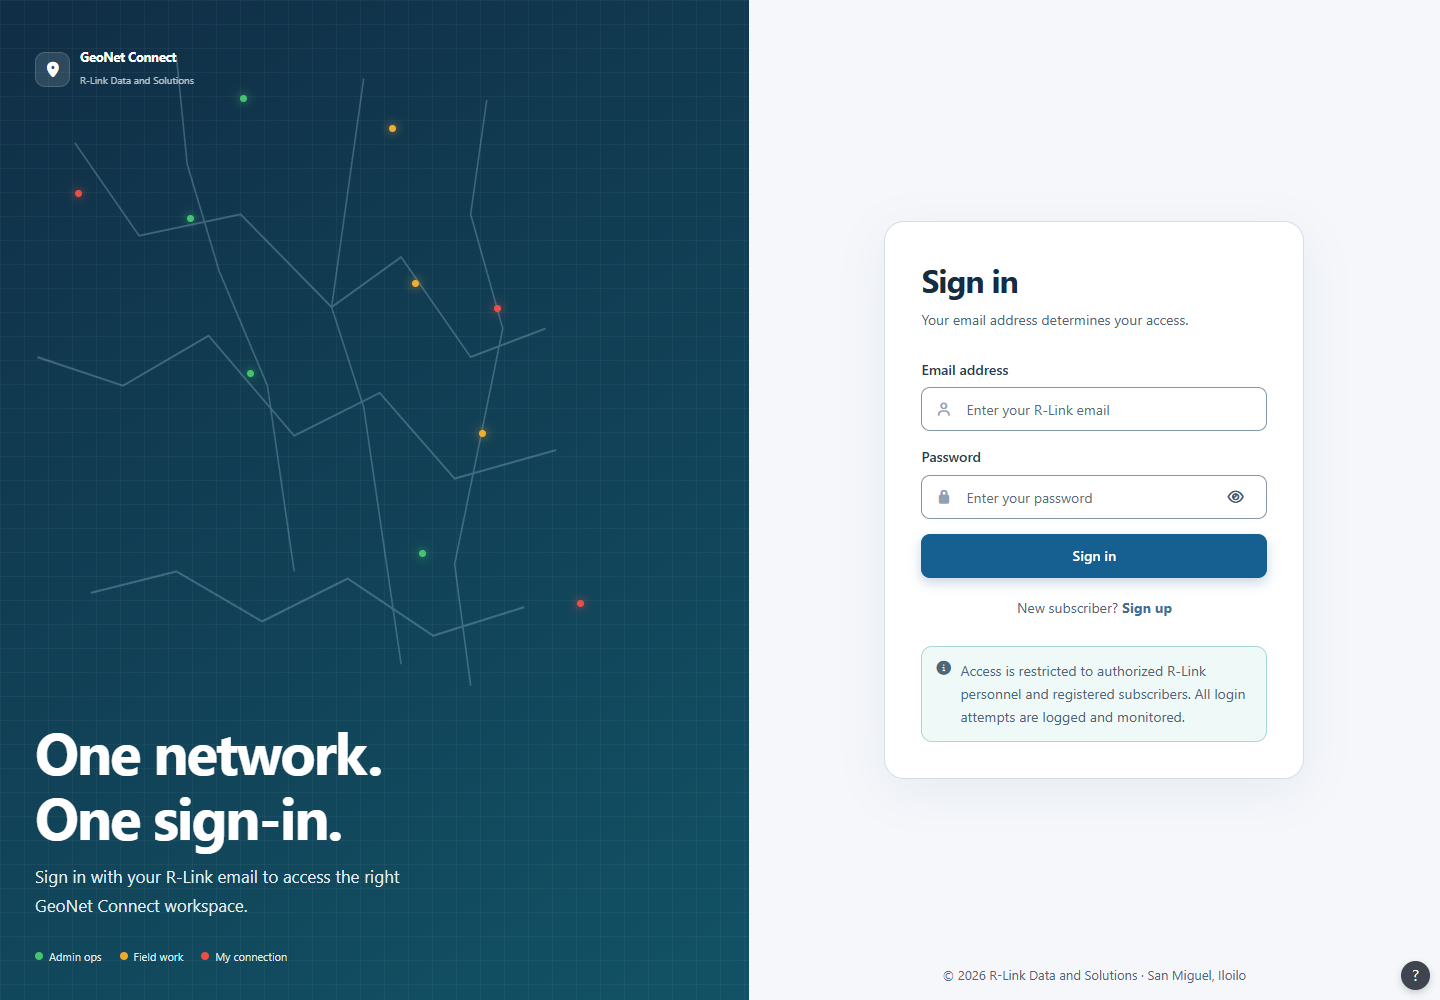 GeoNet Connect
R-Link Data and Solutions
One network.
One sign-in.
Sign in with your R-Link email to access the right
GeoNet Connect workspace.
Admin ops
Field work
My connection
Sign in
Your email address determines your access.
Email address
Enter your R-Link email
Password
Enter your password
Sign in
New subscriber? Sign up
Access is restricted to authorized R-Link
personnel and registered subscribers. All login
attempts are logged and monitored.
© 2026 R-Link Data and Solutions · San Miguel, Iloilo
?